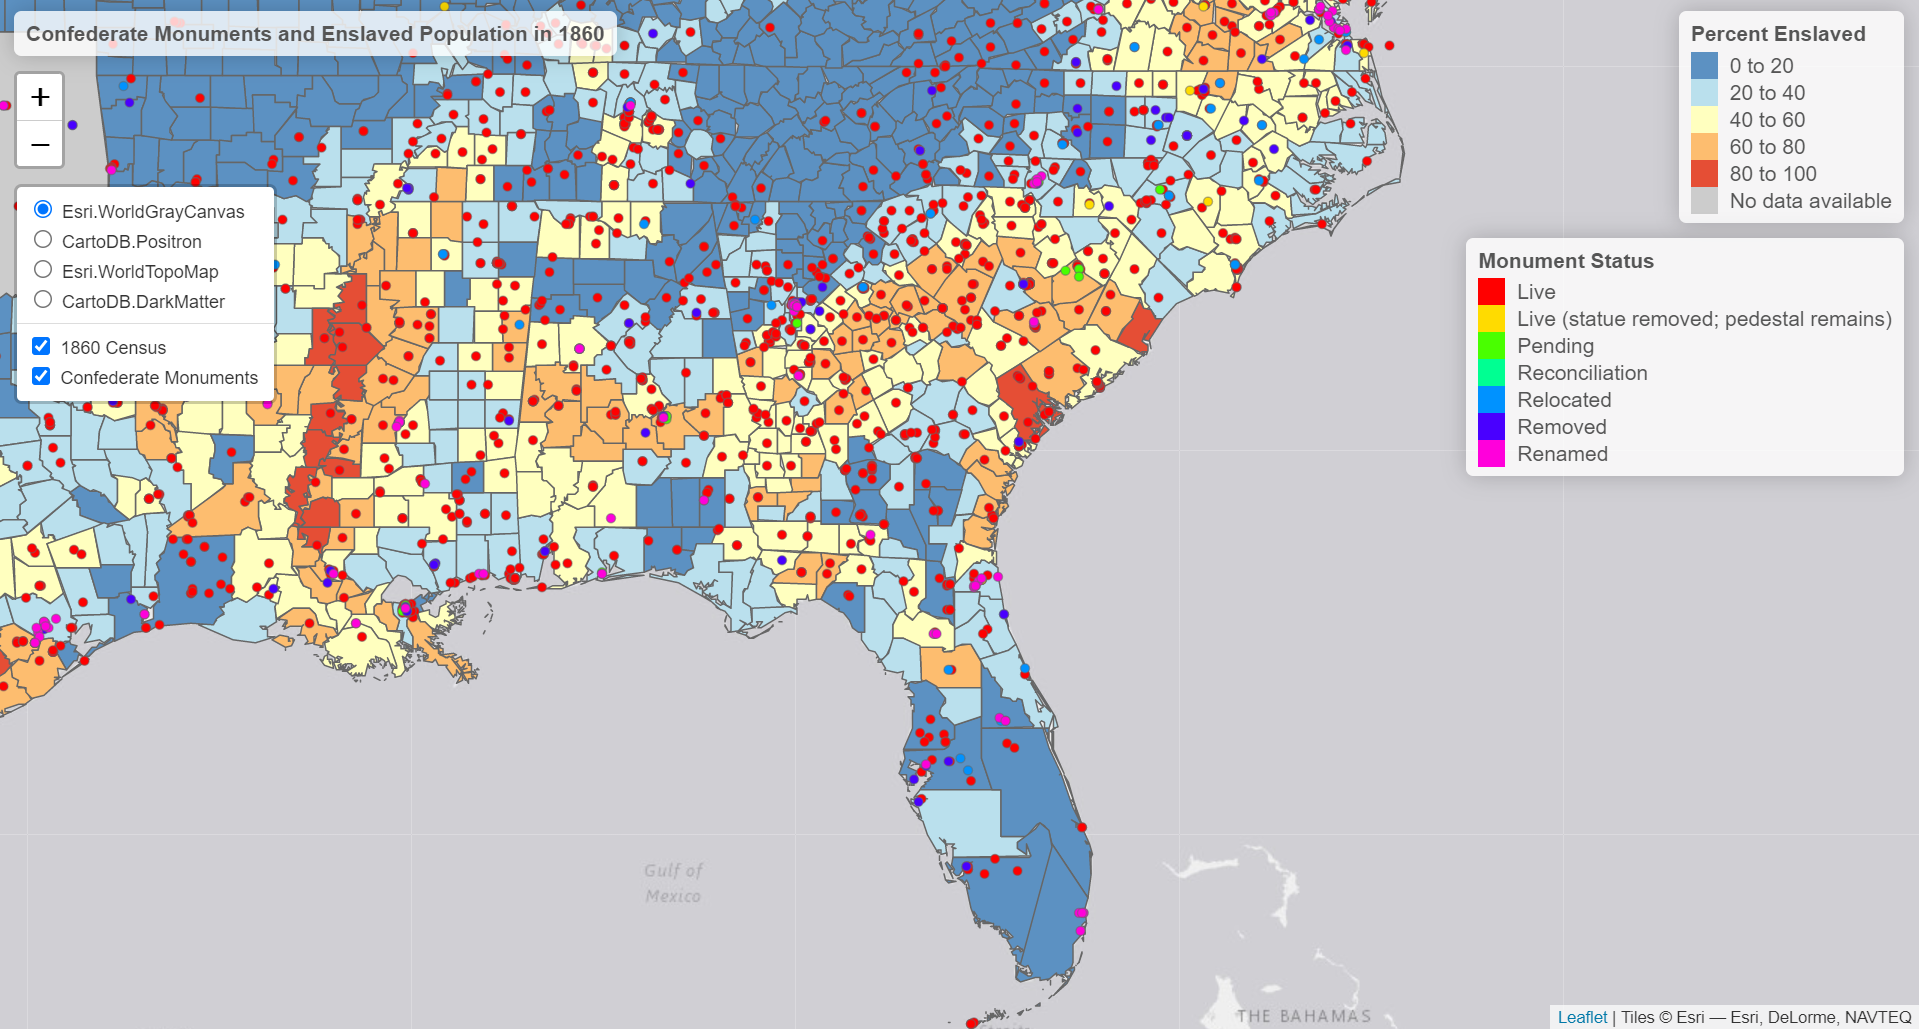 Confederate Monuments and Enslaved Population in 1860
+
−
Esri.WorldGrayCanvas
CartoDB.Positron
Esri.WorldTopoMap
CartoDB.DarkMatter
1860 Census
Confederate Monuments
Percent Enslaved
0 to 20
20 to 40
40 to 60
60 to 80
80 to 100
No data available
Monument Status
Live
Live (statue removed; pedestal remains)
Pending
Reconciliation
Relocated
Removed
Renamed
Gulf of
Mexico
THE BAHAMAS
Leaflet | Tiles © Esri — Esri, DeLorme, NAVTEQ